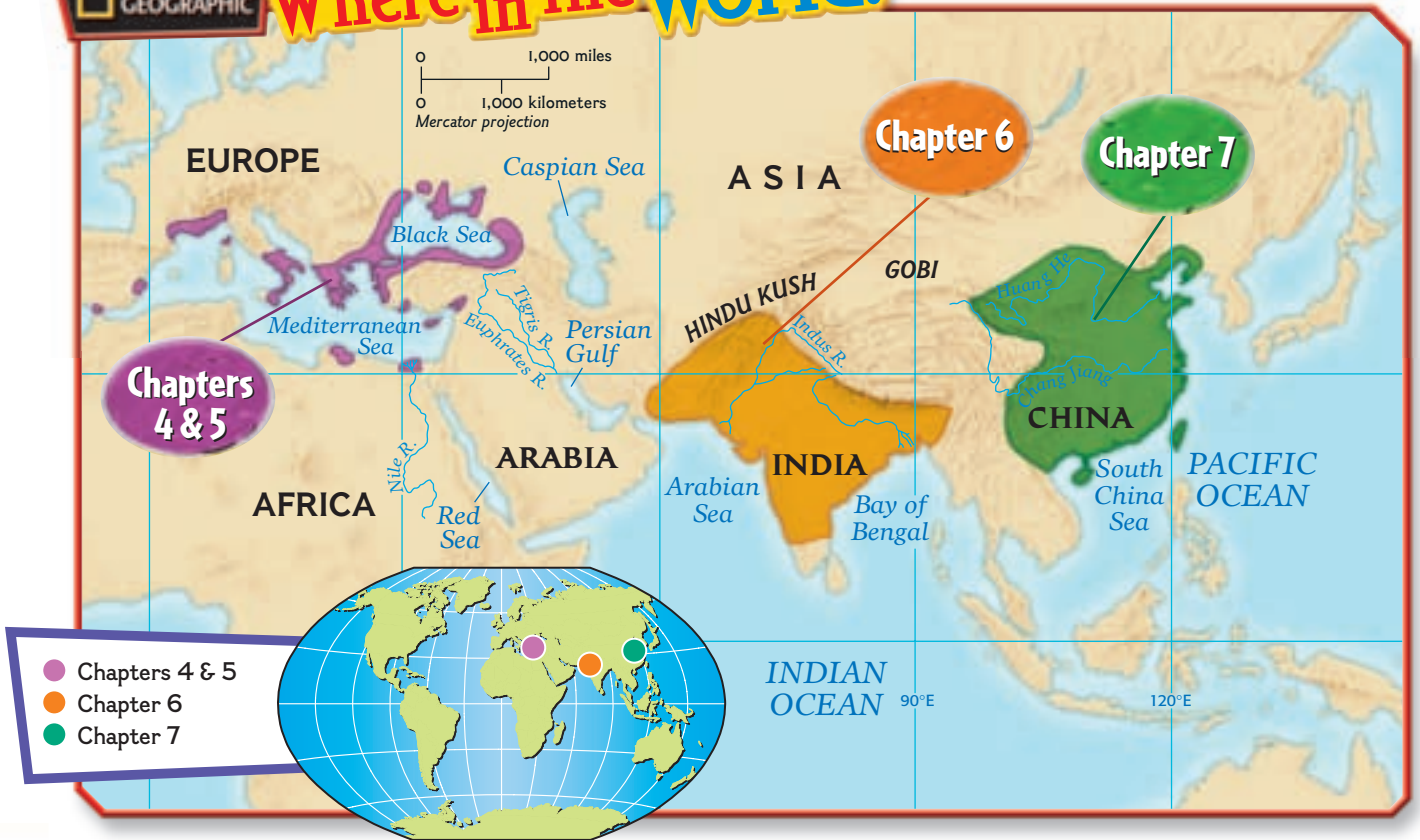 GEOGRAPHIC
Where in the World?
0 1,000 miles
0 1,000 kilometers
Mercator projection
EUROPE
ASIA
Caspian Sea
Black Sea
Chapter 6
Chapter 7
GOBI
HINDU KUSH
Huang He
Tigris R.
Euphrates R.
Mediterranean
Sea
Persian
Gulf
Indus R.
Chang Jiang
Chapters
4 & 5
CHINA
ARABIA
INDIA
Nile R.
AFRICA
Red
Sea
Arabian
Sea
Bay of
Bengal
South
China
Sea
PACIFIC
OCEAN
INDIAN
OCEAN
90°E
120°E
Chapters 4 & 5
Chapter 6
Chapter 7